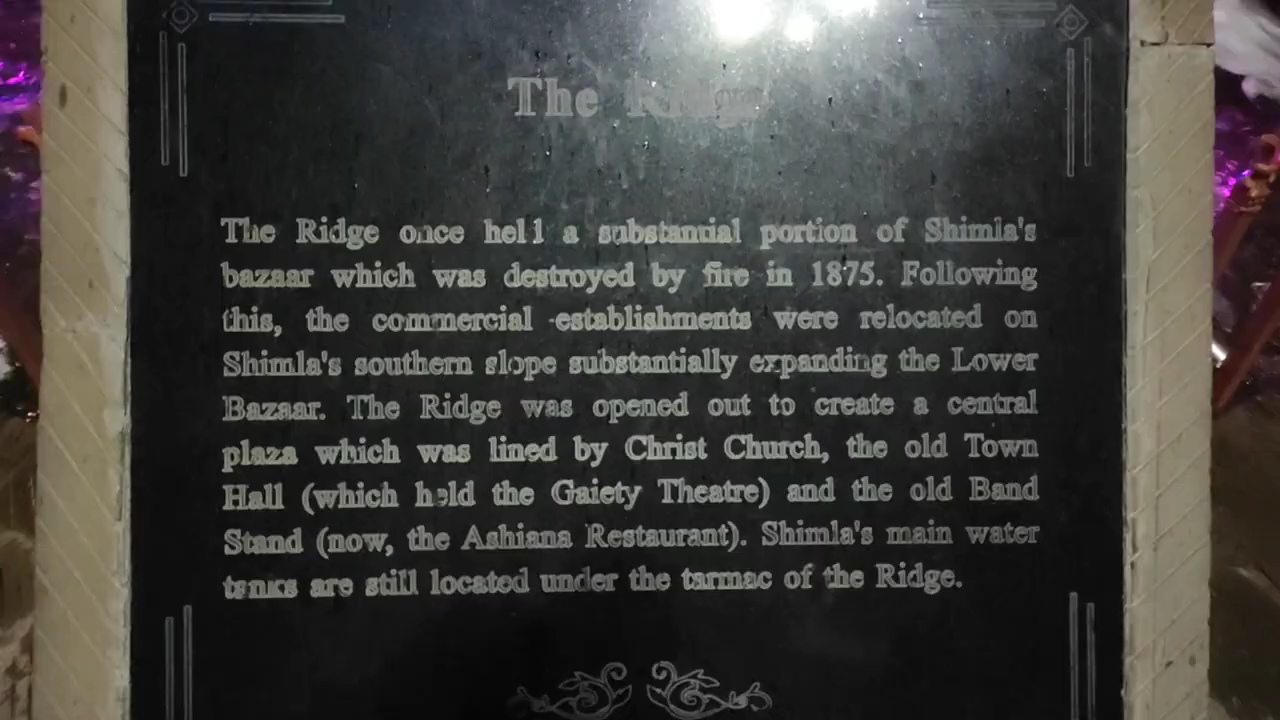 The Ridge
The Ridge once held a substantial portion of Shimla's
bazaar which was destroyed by fire in 1875. Following
this, the commercial establishments were relocated on
Shimla's southern slope substantially expanding the Lower
Bazaar. The Ridge was opened out to create a central
plaza which was lined by Christ Church, the old Town
Hall (which held the Gaiety Theatre) and the old Band
Stand (now, the Ashiana Restaurant). Shimla's main water
tanks are still located under the tarmac of the Ridge.